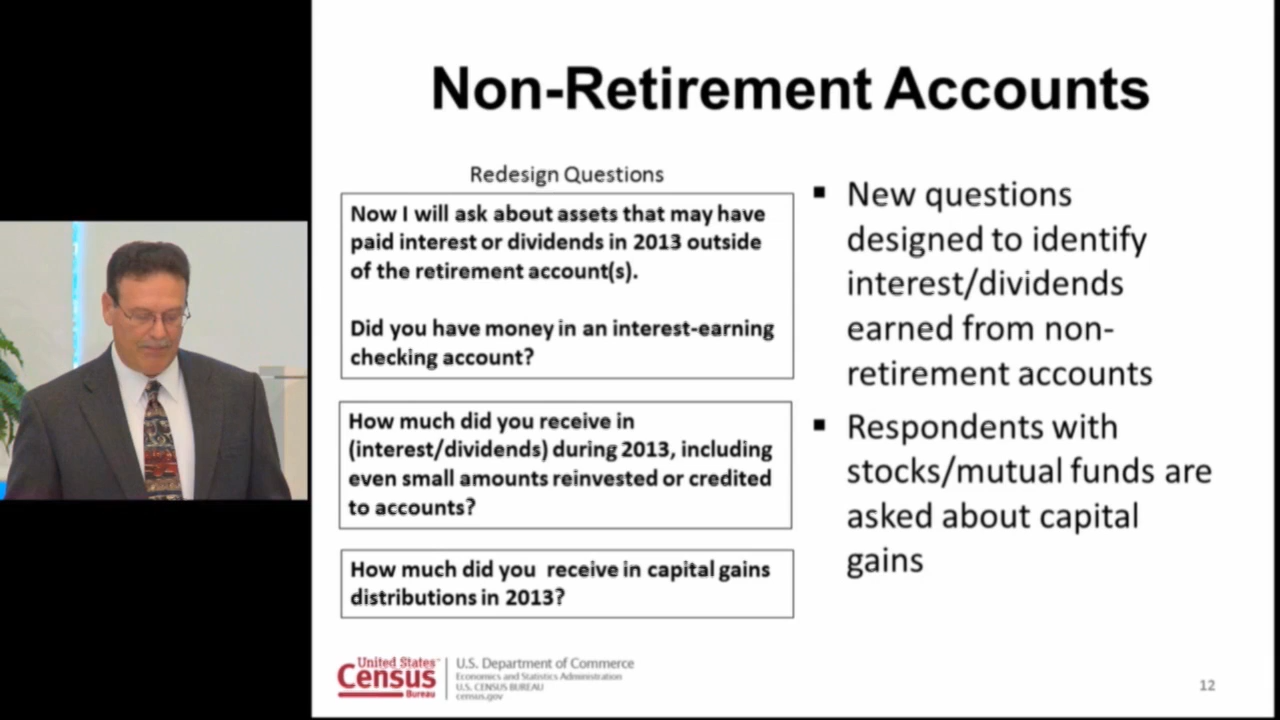 Non-Retirement Accounts
Redesign Questions
Now I will ask about assets that may have
paid interest or dividends in 2013 outside
of the retirement account(s).
Did you have money in an interest-earning
checking account?
How much did you receive in
(interest/dividends) during 2013, including
even small amounts reinvested or credited
to accounts?
How much did you receive in capital gains
distributions in 2013?
▪ New questions
designed to identify
interest/dividends
earned from non-
retirement accounts
▪ Respondents with
stocks/mutual funds are
asked about capital
gains
United States™
Census
Bureau
U.S. Department of Commerce
Economics and Statistics Administration
U.S. CENSUS BUREAU
census.gov
12